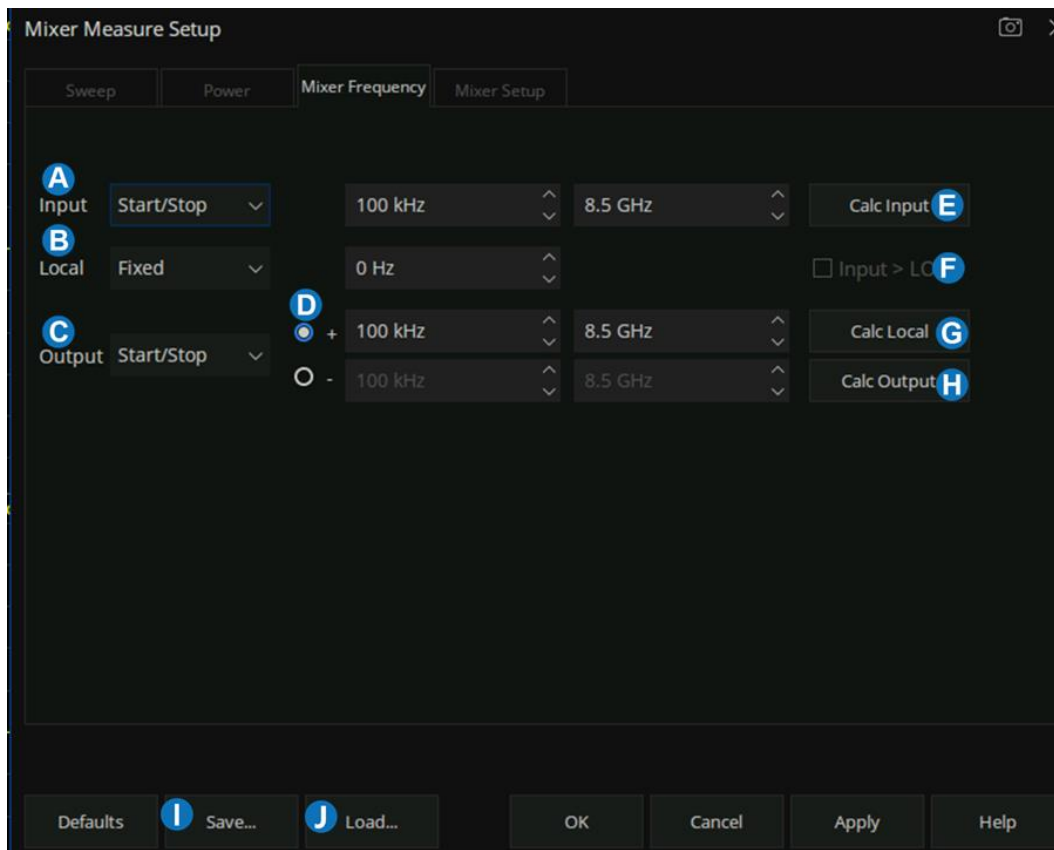 Mixer Measure Setup
Sweep Power Mixer Frequency Mixer Setup
A
Input Start/Stop 100 kHz 8.5 GHz Calc Input E
B
Local Fixed 0 Hz Input > LO F
D
C + 100 kHz 8.5 GHz Calc Local G
Output Start/Stop
- 100 kHz 8.5 GHz Calc Output H
Defaults I Save... J Load... OK Cancel Apply Help